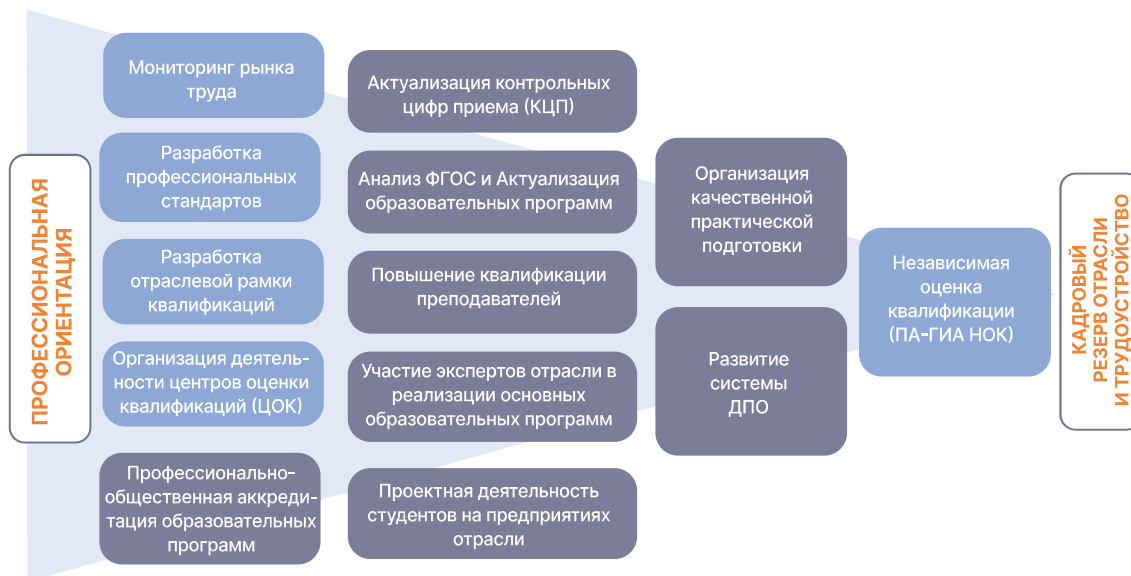 ПРОФЕССИОНАЛЬНАЯ
ОРИЕНТАЦИЯ
Мониторинг рынка
труда
Разработка
профессиональных
стандартов
Разработка
отраслевой рамки
квалификаций
Организация деятель-
ности центров оценки
квалификаций (ЦОК)
Профессионально-
общественная аккреди-
тация образовательных
программ
Актуализация контрольных
цифр приема (КЦП)
Анализ ФГОС и Актуализация
образовательных программ
Повышение квалификации
преподавателей
Участие экспертов отрасли в
реализации основных
образовательных программ
Проектная деятельность
студентов на предприятиях
отрасли
Организация
качественной
практической
подготовки
Развитие
системы
ДПО
Независимая
оценка
квалификации
(ПА-ГИА НОК)
КАДРОВЫЙ
РЕЗЕРВ ОТРАСЛИ
И ТРУДОУСТРОЙСТВО